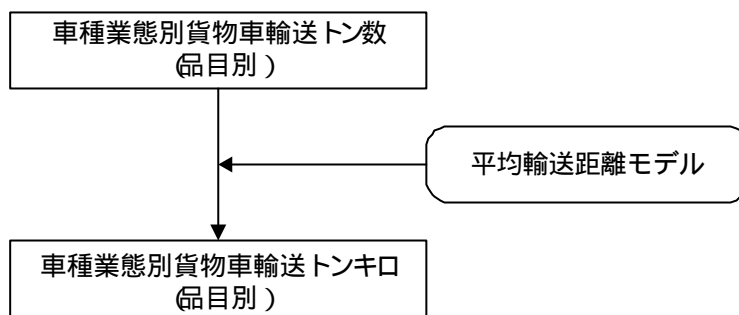 車種業態別貨物車輸送トン数
(品目別)
平均輸送距離モデル
車種業態別貨物車輸送トンキロ
(品目別)